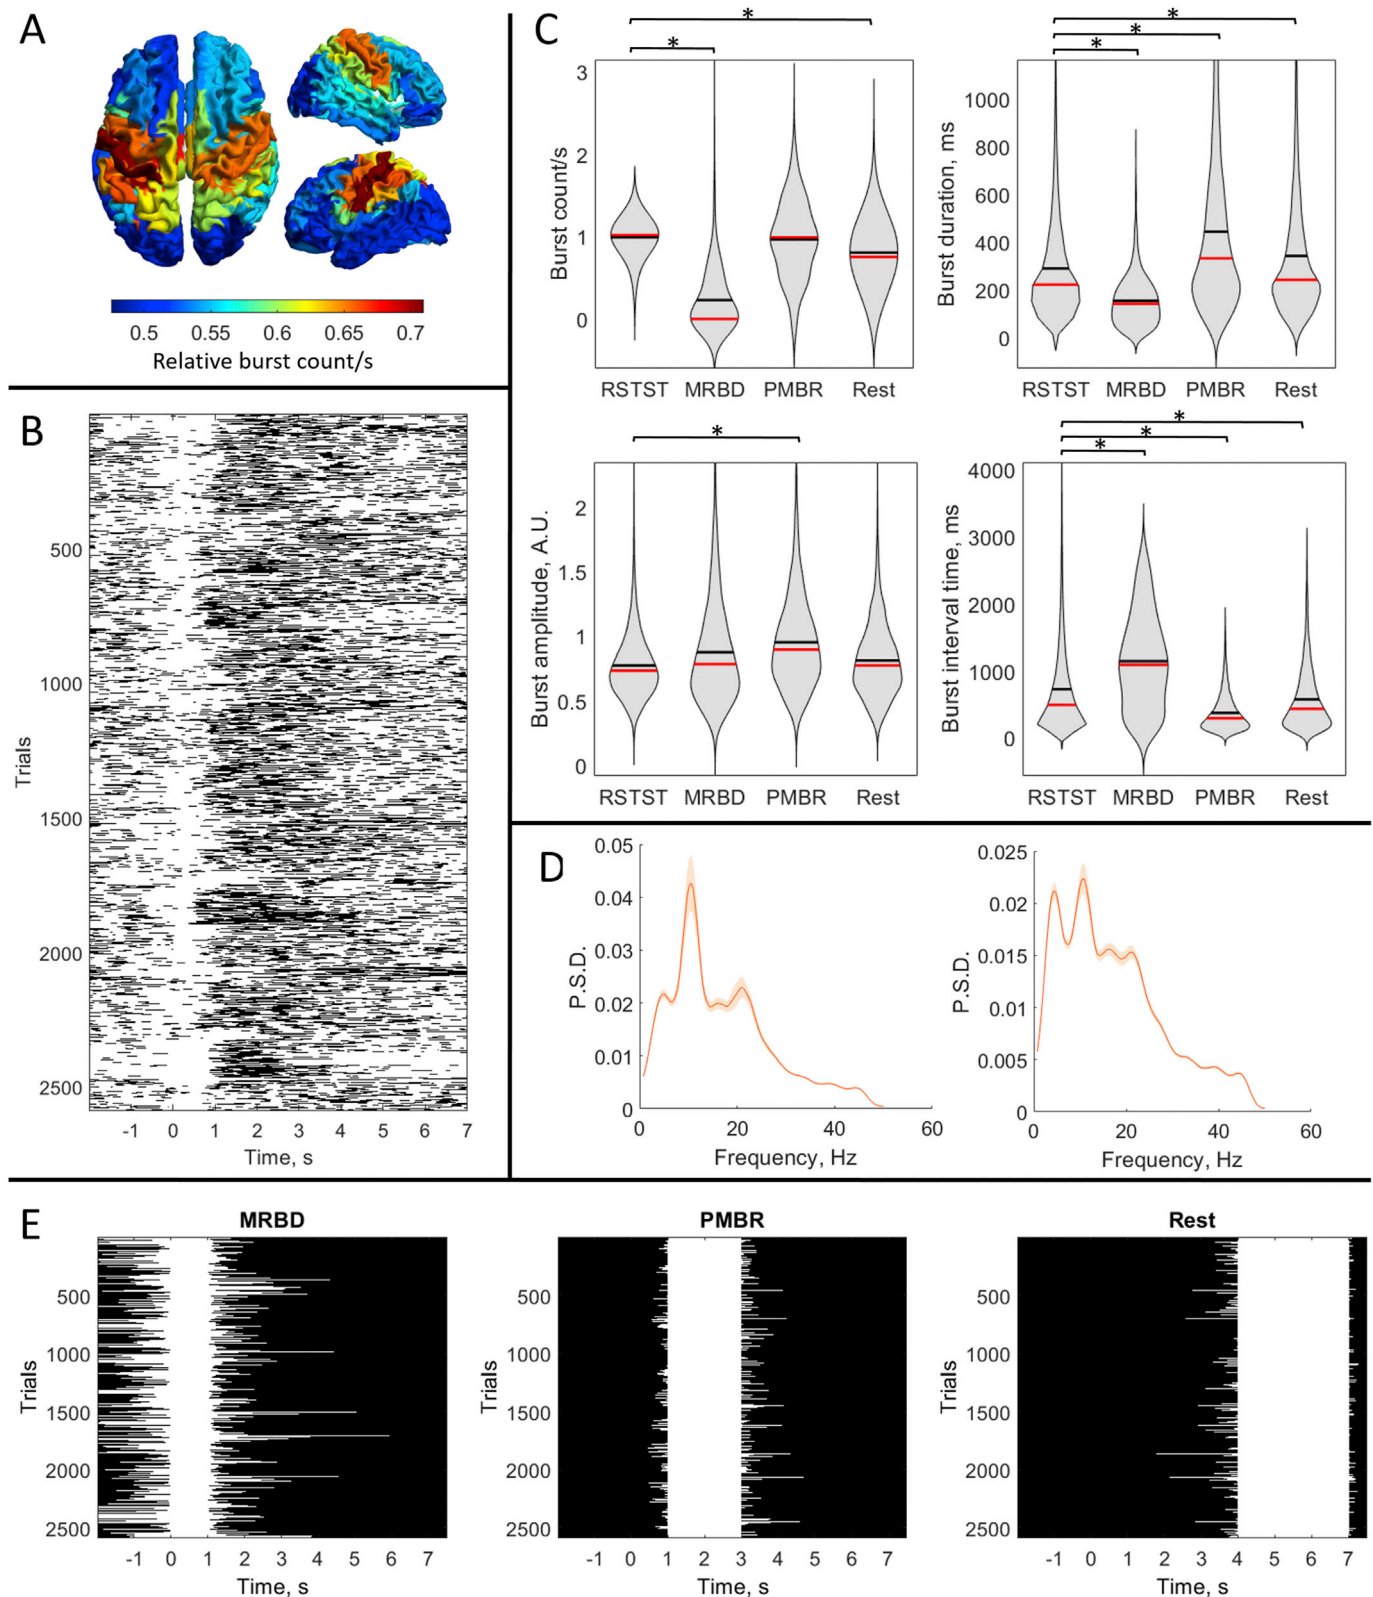 A
0.5 0.55 0.6 0.65 0.7
Relative burst count/s
B
500
1000
1500
2000
2500
Trials
-1 0 1 2 3 4 5 6 7
Time, s
C
*
*
3
2
1
0
Burst count/s
RSTST MRBD PMBR Rest
*
*
*
1000
800
600
400
200
0
Burst duration, ms
RSTST MRBD PMBR Rest
*
2
1.5
1
0.5
0
Burst amplitude, A.U.
RSTST MRBD PMBR Rest
*
*
*
4000
3000
2000
1000
0
Burst interval time, ms
RSTST MRBD PMBR Rest
D
0.05
0.04
0.03
0.02
0.01
0
P.S.D.
0 20 40 60
Frequency, Hz
0.025
0.02
0.015
0.01
0.005
0
P.S.D.
0 20 40 60
Frequency, Hz
E
MRBD
500
1000
1500
2000
2500
Trials
-1 0 1 2 3 4 5 6 7
Time, s
PMBR
500
1000
1500
2000
2500
Trials
-1 0 1 2 3 4 5 6 7
Time, s
Rest
500
1000
1500
2000
2500
Trials
-1 0 1 2 3 4 5 6 7
Time, s